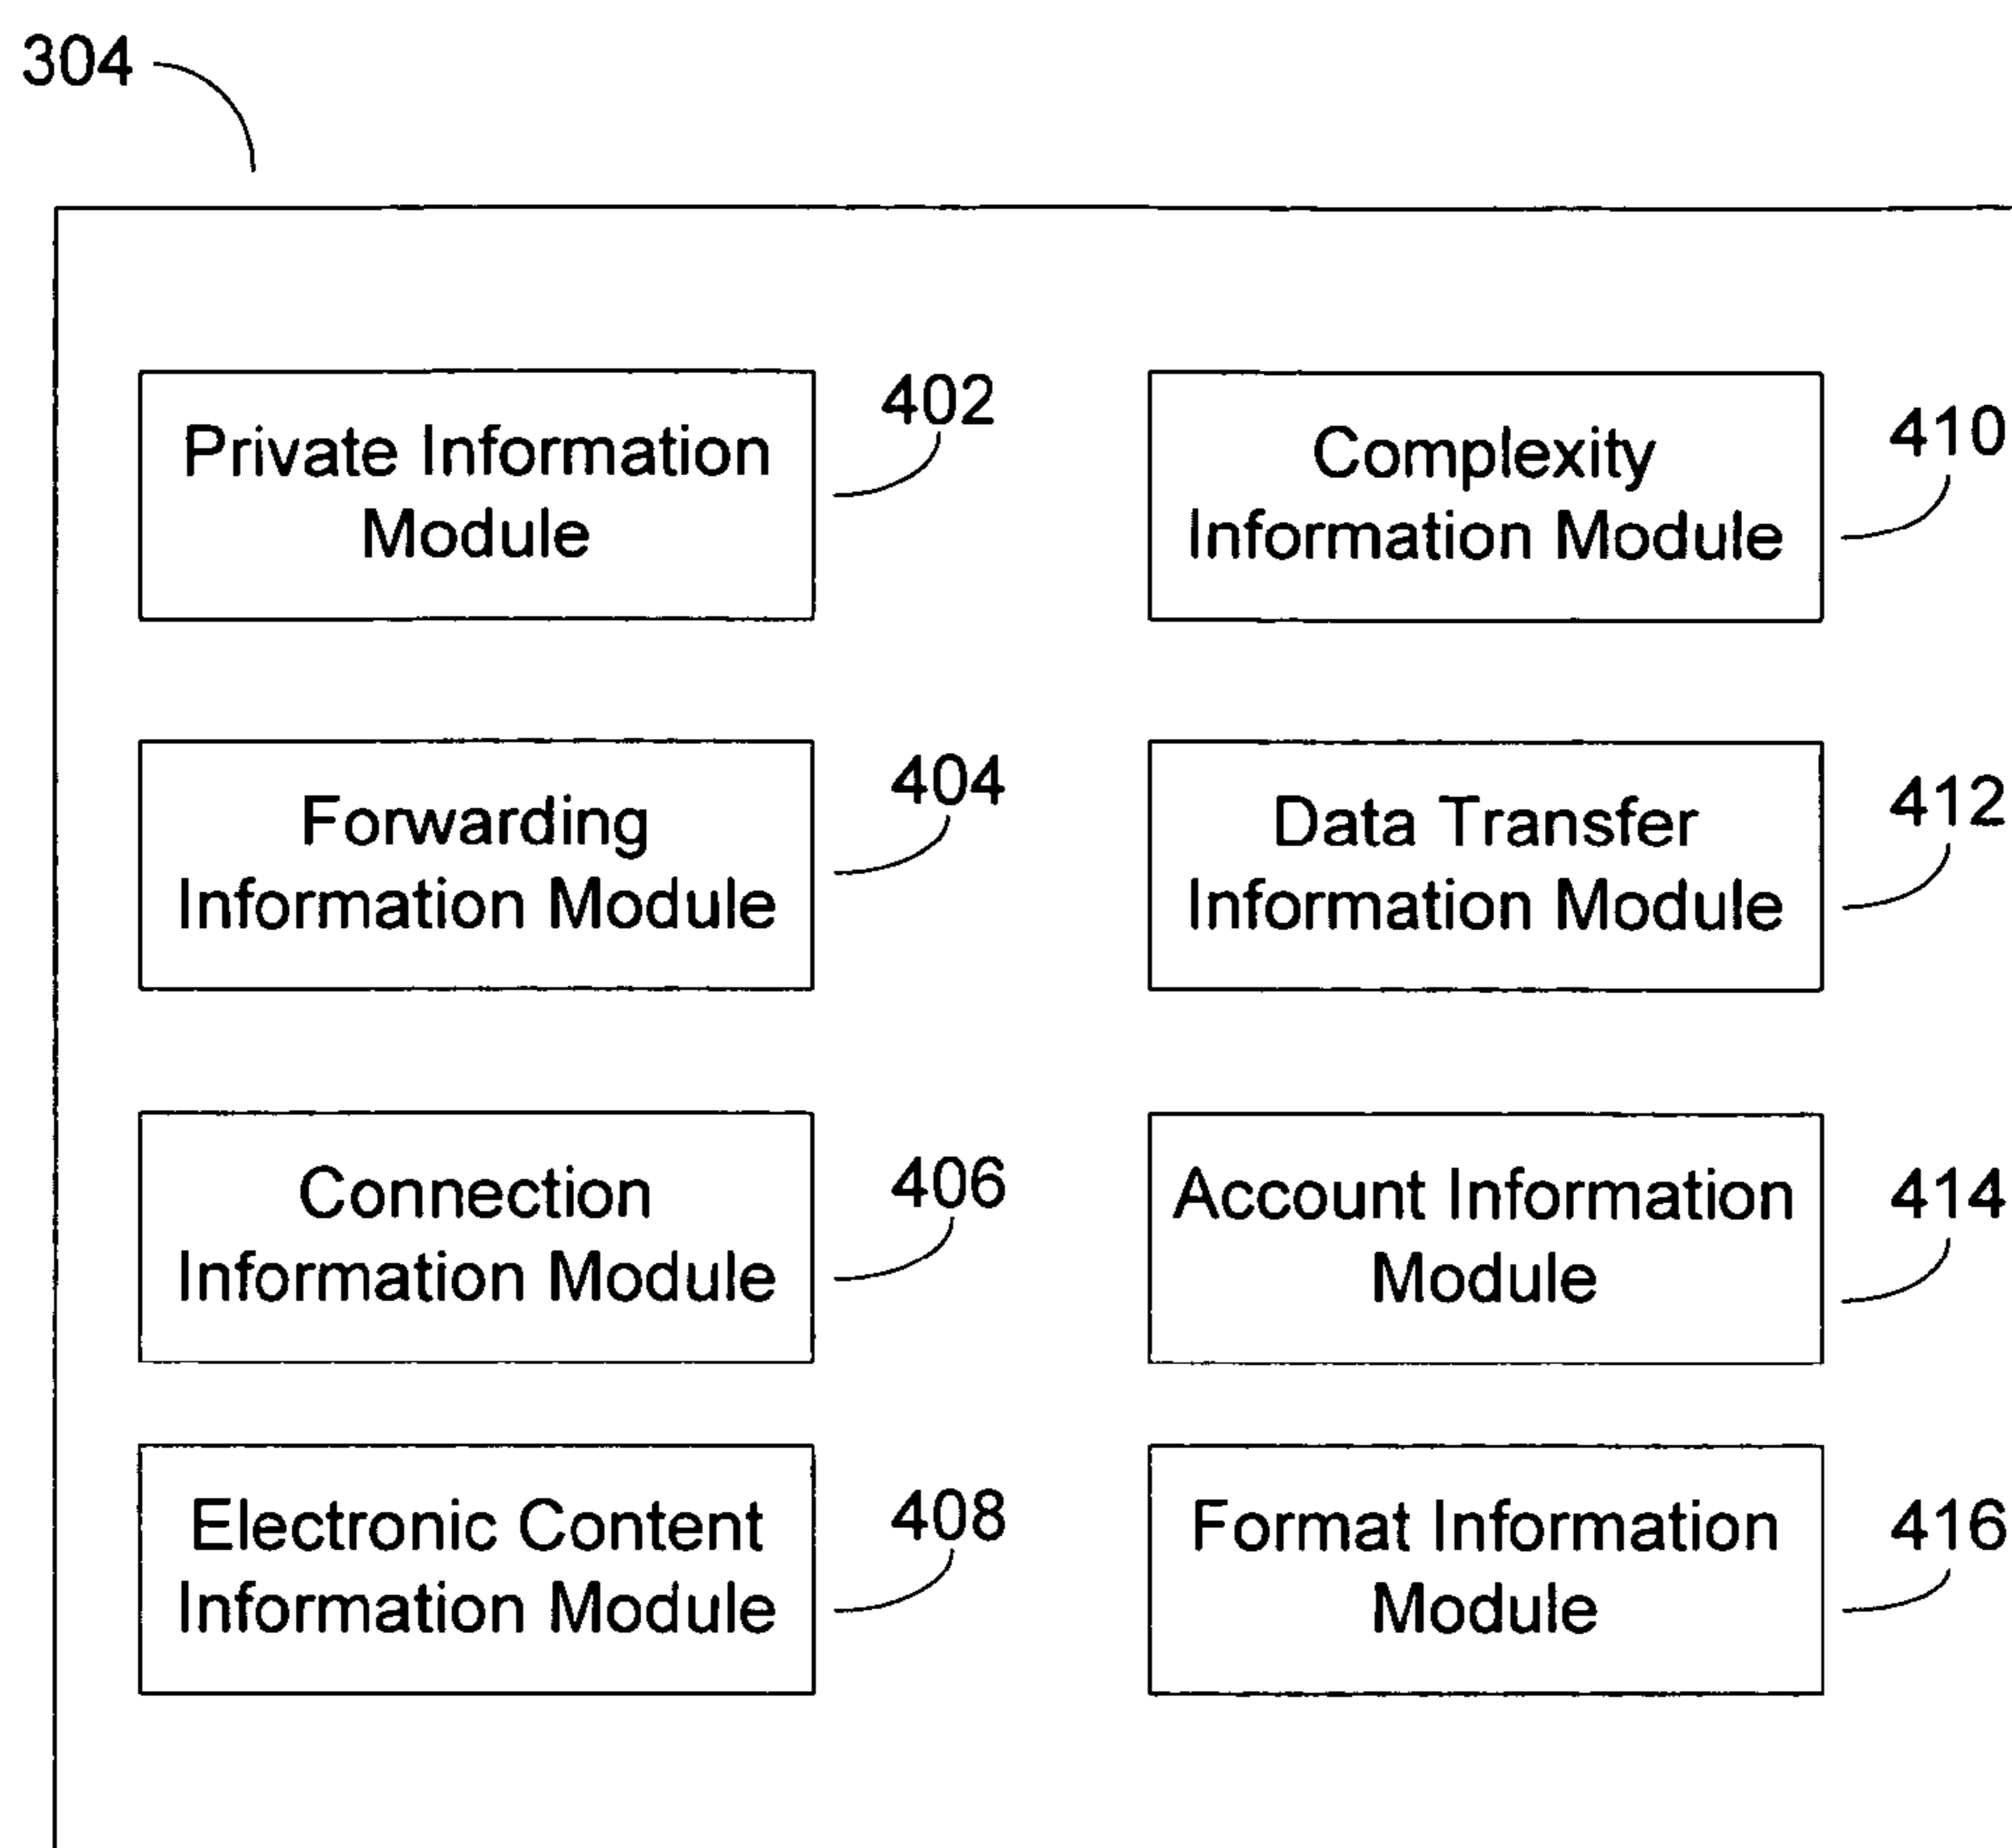 304
Private Information
Module
402
Complexity
Information Module
410
Forwarding
Information Module
404
Data Transfer
Information Module
412
Connection
Information Module
406
Account Information
Module
414
Electronic Content
Information Module
408
Format Information
Module
416